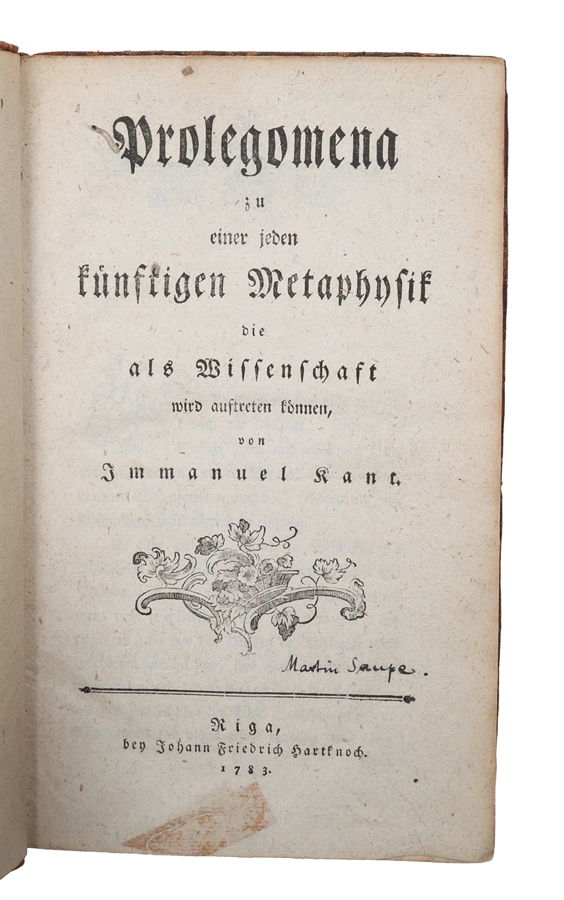 Prolegomena
zu
einer jeden
künftigen Metaphysik
die
als Wissenschaft
wird auftreten können,
von
Immanuel Kant.
Martin Saupe.
Riga,
bey Johann Friedrich Hartknoch.
1783.